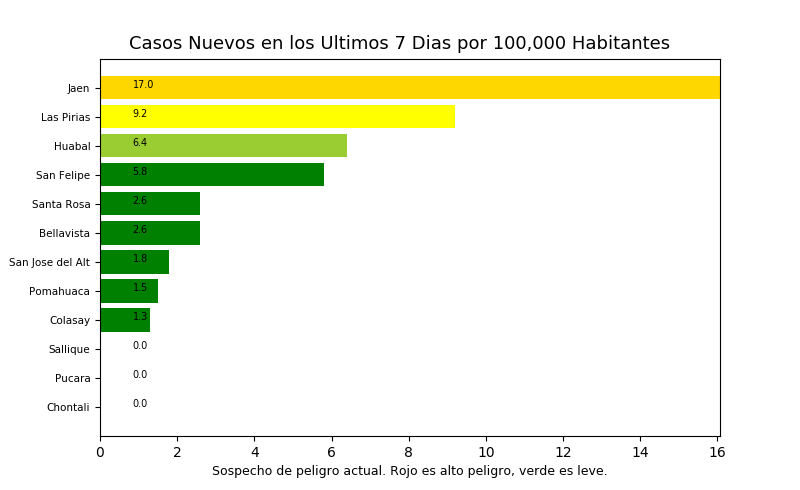 Casos Nuevos en los Ultimos 7 Dias por 100,000 Habitantes
Jaen 17.0
Las Pirias 9.2
Huabal 6.4
San Felipe 5.8
Santa Rosa 2.6
Bellavista 2.6
San Jose del Alt 1.8
Pomahuaca 1.5
Colasay 1.3
Sallique 0.0
Pucara 0.0
Chontali 0.0
0 2 4 6 8 10 12 14 16
Sospecho de peligro actual. Rojo es alto peligro, verde es leve.